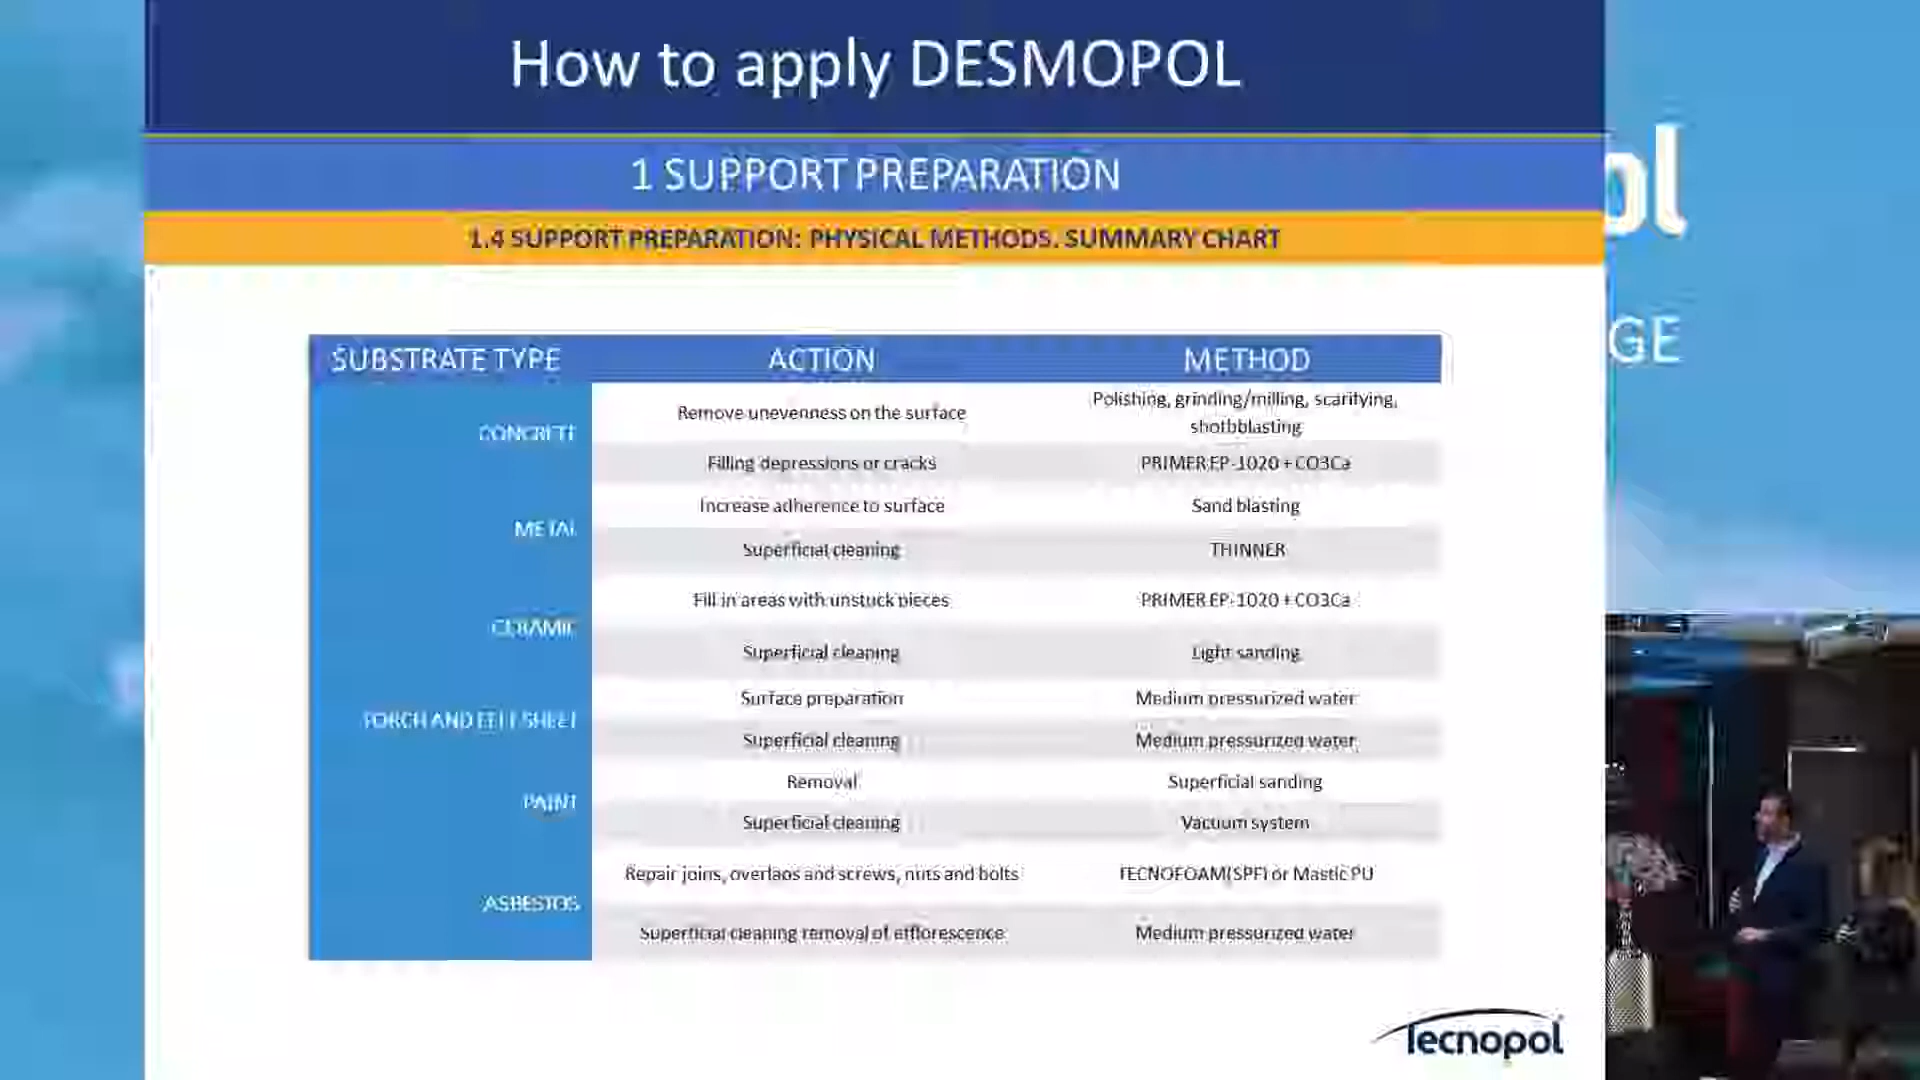 How to apply DESMOPOL
1 SUPPORT PREPARATION
1.4 SUPPORT PREPARATION: PHYSICAL METHODS. SUMMARY CHART
ol
GE
SUBSTRATE TYPE ACTION METHOD
CONCRETE
Remove unevenness on the surface
Polishing, grinding/milling, scarifying,
shotbblasting
Filling depressions or cracks PRIMER EP-1020 + CO3Ca
METAL
Increase adherence to surface Sand blasting
Superficial cleaning THINNER
CERAMIC
Fill in areas with unstuck pieces PRIMER EP-1020 + CO3Ca
Superficial cleaning Light sanding
TORCH AND FELT SHEET
Surface preparation Medium pressurized water
Superficial cleaning Medium pressurized water
PAINT
Removal Superficial sanding
Superficial cleaning Vacuum system
ASBESTOS
Repair joins, overlaps and screws, nuts and bolts TECNOFOAM(SPF) or Mastic PU
Superficial cleaning removal of efflorescence Medium pressurized water
Tecnopol